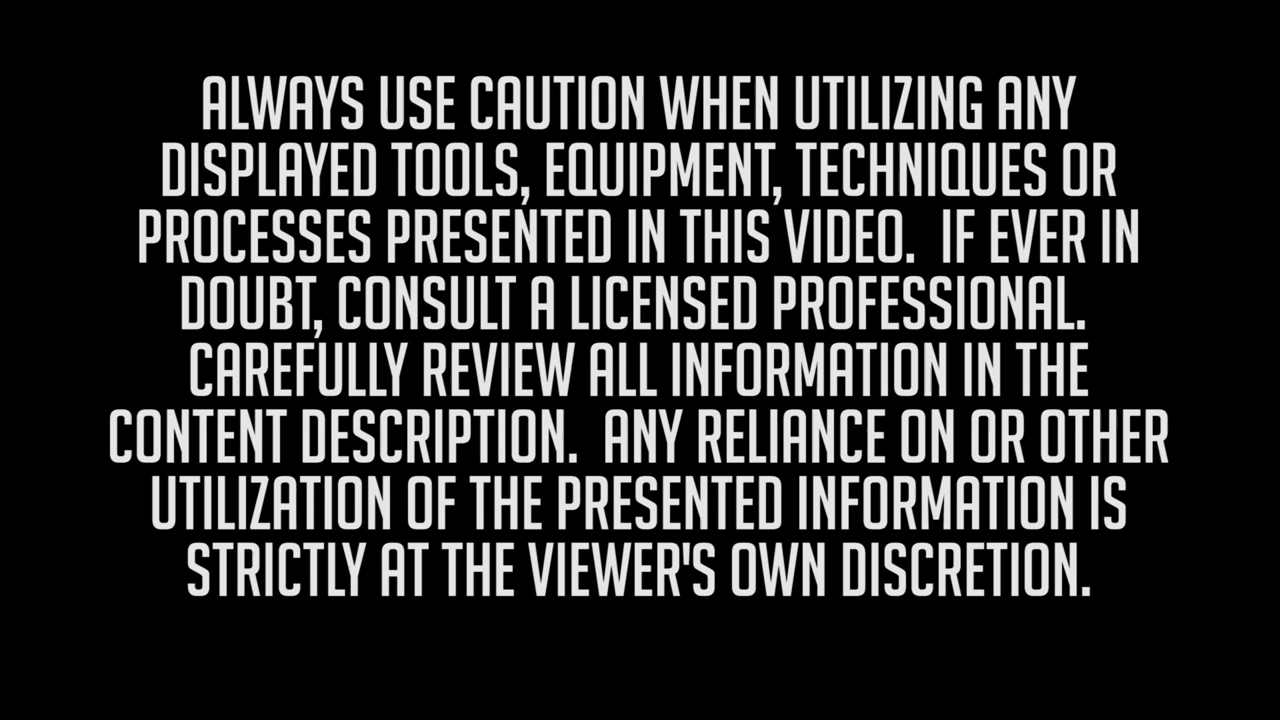 ALWAYS USE CAUTION WHEN UTILIZING ANY
DISPLAYED TOOLS, EQUIPMENT, TECHNIQUES OR
PROCESSES PRESENTED IN THIS VIDEO.  IF EVER IN
DOUBT, CONSULT A LICENSED PROFESSIONAL.
CAREFULLY REVIEW ALL INFORMATION IN THE
CONTENT DESCRIPTION.  ANY RELIANCE ON OR OTHER
UTILIZATION OF THE PRESENTED INFORMATION IS
STRICTLY AT THE VIEWER'S OWN DISCRETION.